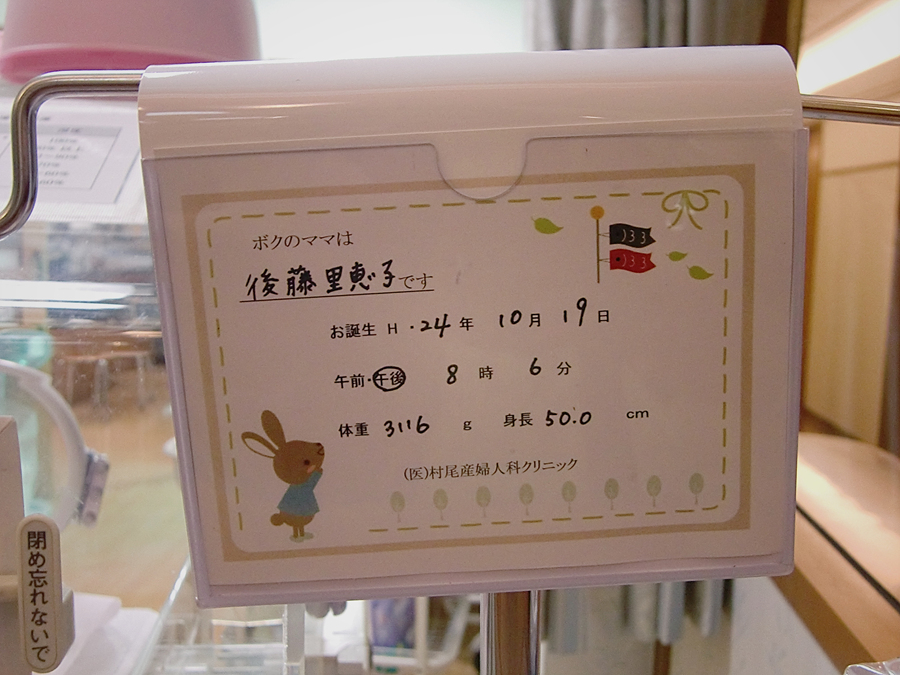 ボクのママは
後藤里恵子です
お誕生 H・24年 10月 19日
午前・午後 8時 6分
体重 3116 g 身長 50.0 cm
(医)村尾産婦人科クリニック
閉め忘れないで